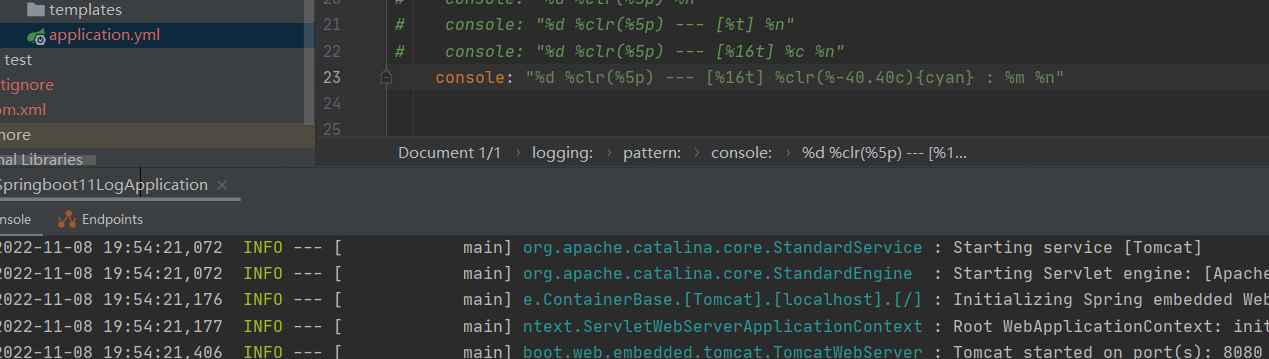 templates
20 # console: "%d %clr(%5p) %n"
application.yml
21 # console: "%d %clr(%5p) --- [%t] %n"
test
22 # console: "%d %clr(%5p) --- [%16t] %c %n"
tignore
23 console: "%d %clr(%5p) --- [%16t] %clr(%-40.40c){cyan} : %m %n"
om.xml
24
nore
25
nal Libraries
Document 1/1 › logging: › pattern: › console: › %d %clr(%5p) --- [%1...
Springboot11LogApplication ×
nsole Endpoints
2022-11-08 19:54:21,072 INFO --- [ main] org.apache.catalina.core.StandardService : Starting service [Tomcat]
2022-11-08 19:54:21,072 INFO --- [ main] org.apache.catalina.core.StandardEngine : Starting Servlet engine: [Apache
2022-11-08 19:54:21,176 INFO --- [ main] e.ContainerBase.[Tomcat].[localhost].[/] : Initializing Spring embedded Web
2022-11-08 19:54:21,177 INFO --- [ main] ntext.ServletWebServerApplicationContext : Root WebApplicationContext: init
2022-11-08 19:54:21,406 INFO --- [ main] boot.web.embedded.tomcat.TomcatWebServer : Tomcat started on port(s): 8080